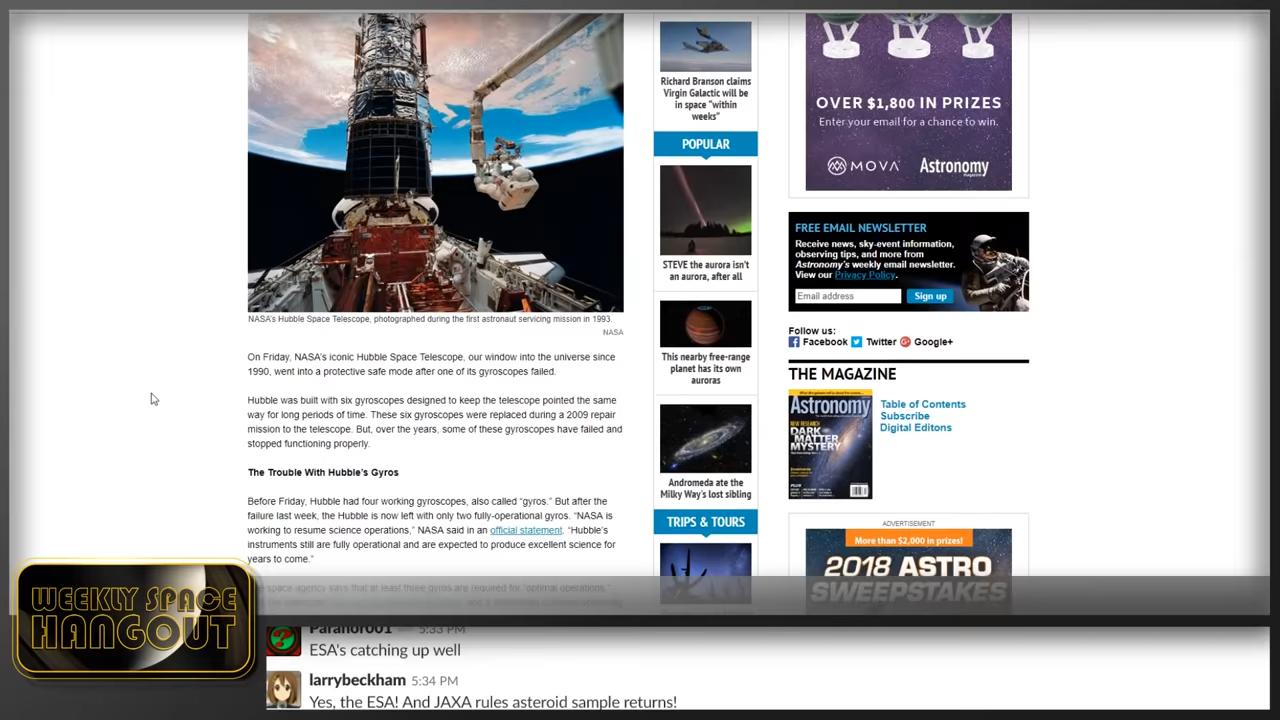 NASA's Hubble Space Telescope, photographed during the first astronaut servicing mission in 1993.
NASA
On Friday, NASA's iconic Hubble Space Telescope, our window into the universe since
1990, went into a protective safe mode after one of its gyroscopes failed.
Hubble was built with six gyroscopes designed to keep the telescope pointed the same
way for long periods of time. These six gyroscopes were replaced during a 2009 repair
mission to the telescope. But, over the years, some of these gyroscopes have failed and
stopped functioning properly.
The Trouble With Hubble's Gyros
Before Friday, Hubble had four working gyroscopes, also called "gyros." But after the
failure last week, the Hubble is now left with only two fully-operational gyros. "NASA is
working to resume science operations," NASA said in an official statement. "Hubble's
instruments still are fully operational and are expected to produce excellent science for
years to come."
space agency says that at least three gyros are required for "optimal operations,"
Richard Branson claims
Virgin Galactic will be
in space "within
weeks"
POPULAR
STEVE the aurora isn't
an aurora, after all
This nearby free-range
planet has its own
auroras
Andromeda ate the
Milky Way's lost sibling
TRIPS & TOURS
OVER $1,800 IN PRIZES
Enter your email for a chance to win.
MOVA Astronomy
FREE EMAIL NEWSLETTER
Receive news, sky-event information,
observing tips, and more from
Astronomy's weekly email newsletter.
View our Privacy Policy.
Email address Sign up
Follow us:
Facebook Twitter Google+
THE MAGAZINE
Astronomy
DARK
MATTER
MYSTERY
Table of Contents
Subscribe
Digital Editons
ADVERTISEMENT
More than $2,000 in prizes!
2018 ASTRO
SWEEPSTAKES
WEEKLY SPACE
HANGOUT
Paranor001 5:33 PM
ESA's catching up well
larrybeckham 5:34 PM
Yes, the ESA! And JAXA rules asteroid sample returns!